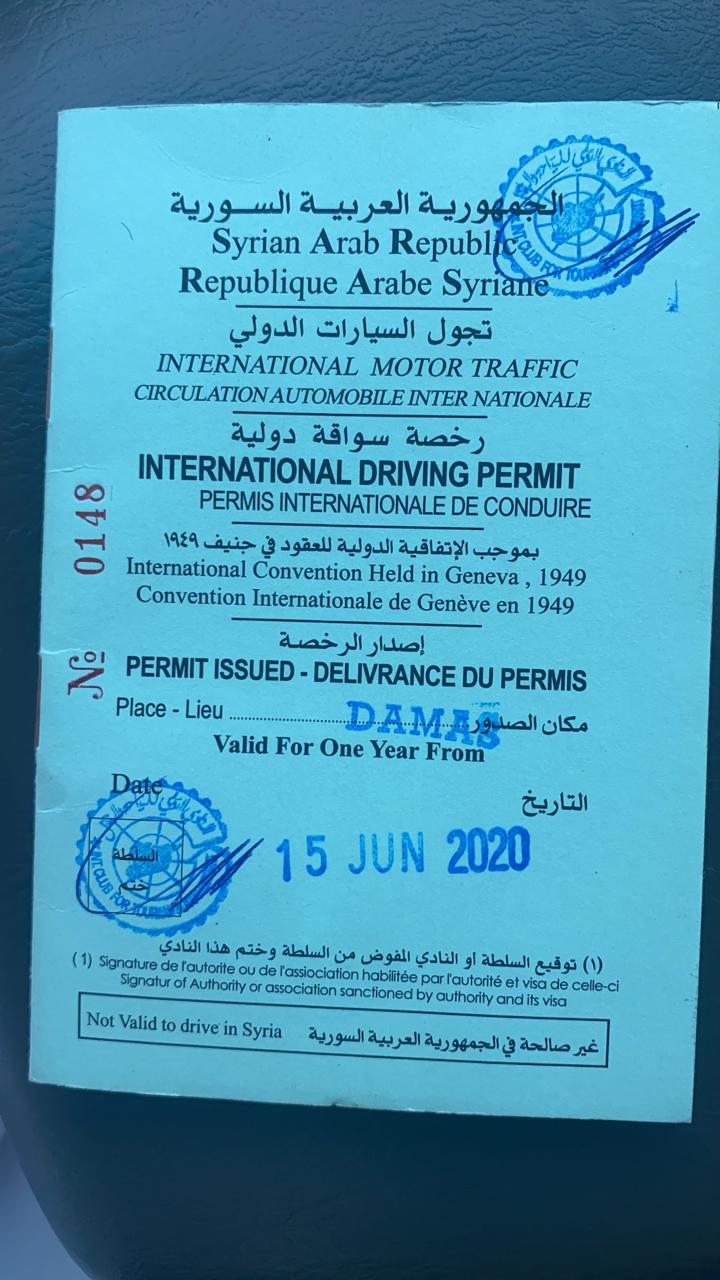 الجمهورية العربية السورية
Syrian Arab Republic
Republique Arabe Syriane
تجول السيارات الدولي
INTERNATIONAL MOTOR TRAFFIC
CIRCULATION AUTOMOBILE INTER NATIONALE
رخصة سواقة دولية
INTERNATIONAL DRIVING PERMIT
PERMIS INTERNATIONALE DE CONDUIRE
بموجب الإتفاقية الدولية للعقود في جنيف ١٩٤٩
International Convention Held in Geneva , 1949
Convention Internationale de Genève en 1949
إصدار الرخصة
PERMIT ISSUED - DELIVRANCE DU PERMIS
Place - Lieu DAMAS مكان الصدور
Valid For One Year From
Date التاريخ
15 JUN 2020
السلطة
ختم
(١) توقيع السلطة أو النادي المفوض من السلطة وختم هذا النادي
(1) Signature de l'autorite ou de l'assiociation habilitée par l'autorité et visa de celle-ci
Signatur of Authority or association sanctioned by authority and its visa
Not Valid to drive in Syria غير صالحة في الجمهورية العربية السورية
№ 0148
CLUB FOR
CLUB FOR